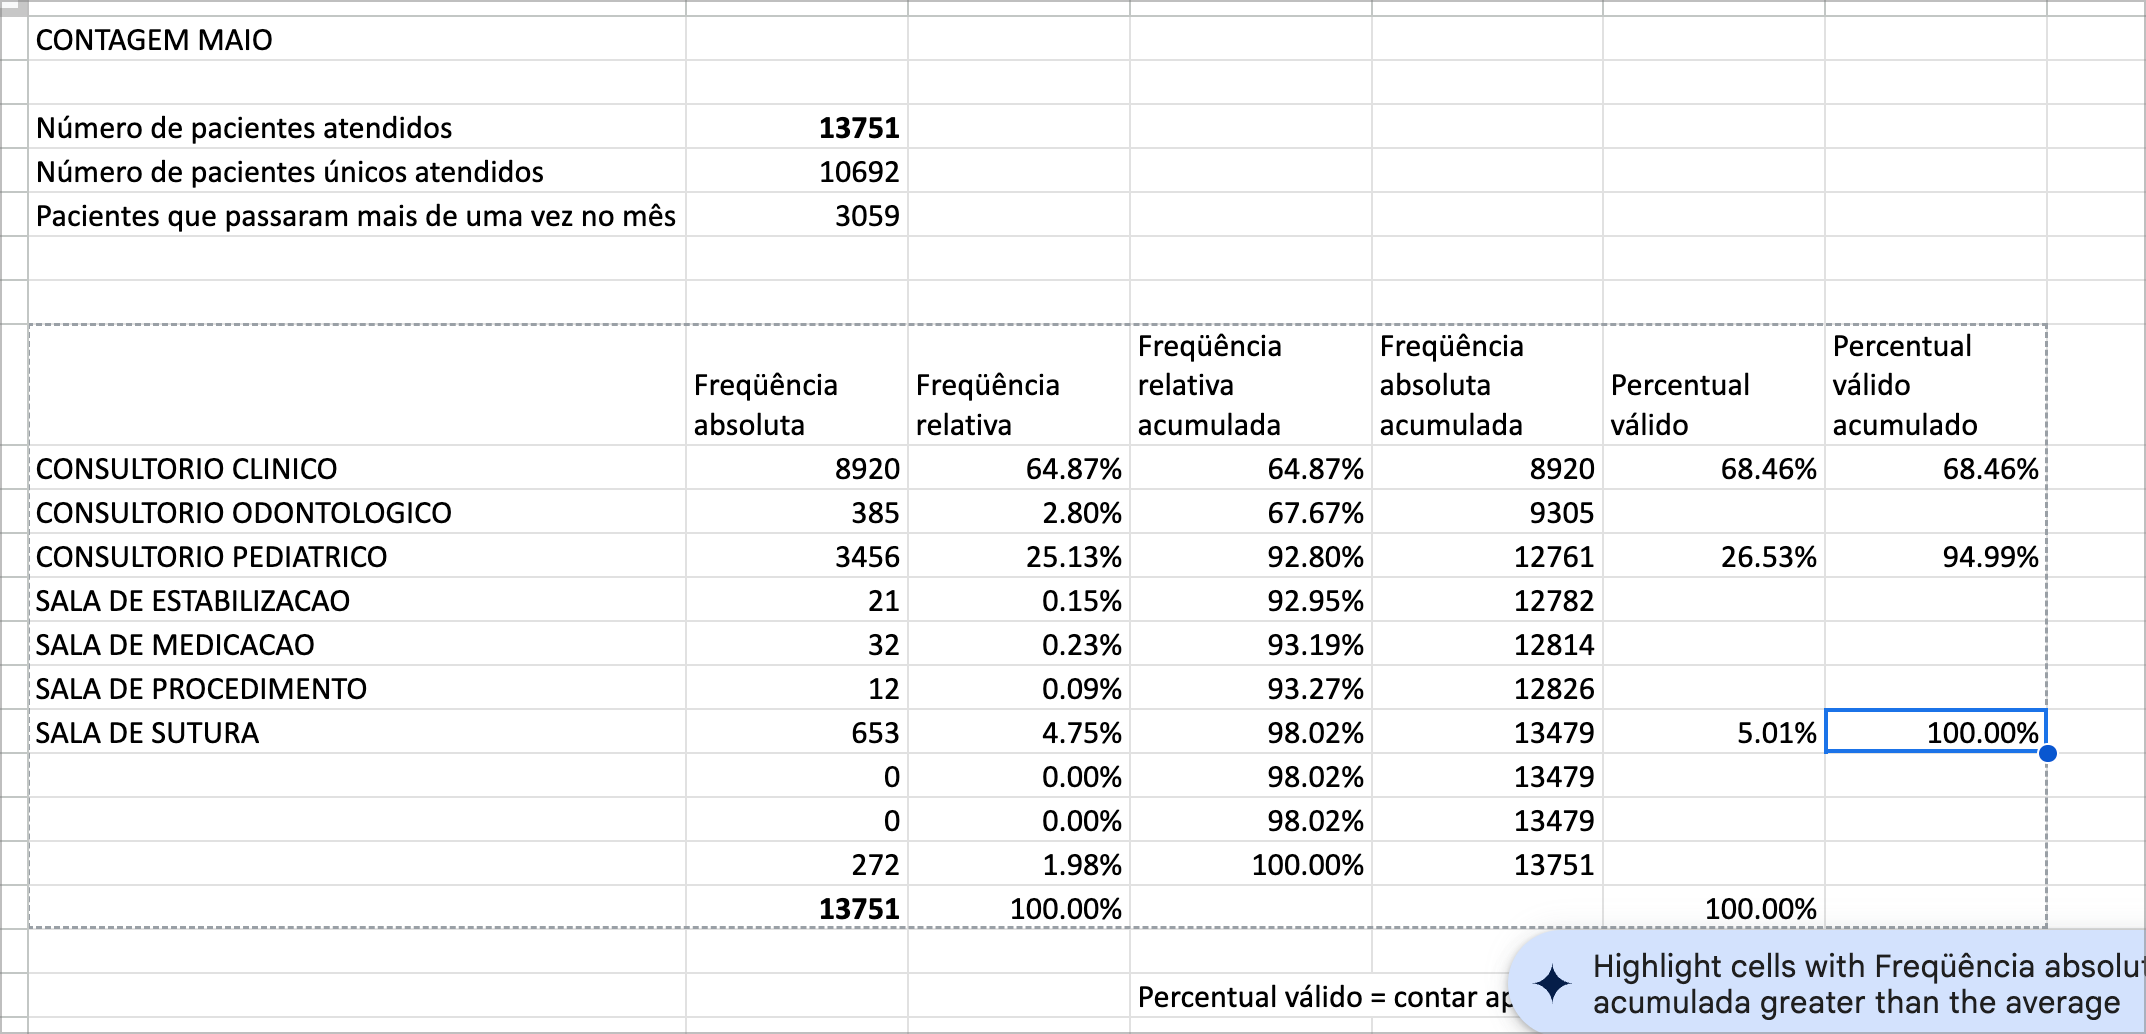 CONTAGEM MAIO
Número de pacientes atendidos 13751
Número de pacientes únicos atendidos 10692
Pacientes que passaram mais de uma vez no mês 3059
Freqüência absoluta Freqüência relativa Freqüência relativa acumulada Freqüência absoluta acumulada Percentual válido Percentual válido acumulado
CONSULTORIO CLINICO 8920 64.87% 64.87% 8920 68.46% 68.46%
CONSULTORIO ODONTOLOGICO 385 2.80% 67.67% 9305
CONSULTORIO PEDIATRICO 3456 25.13% 92.80% 12761 26.53% 94.99%
SALA DE ESTABILIZACAO 21 0.15% 92.95% 12782
SALA DE MEDICACAO 32 0.23% 93.19% 12814
SALA DE PROCEDIMENTO 12 0.09% 93.27% 12826
SALA DE SUTURA 653 4.75% 98.02% 13479 5.01% 100.00%
0 0.00% 98.02% 13479
0 0.00% 98.02% 13479
272 1.98% 100.00% 13751
13751 100.00% 100.00%
Percentual válido = contar
Highlight cells with Freqüência
acumulada greater than the average